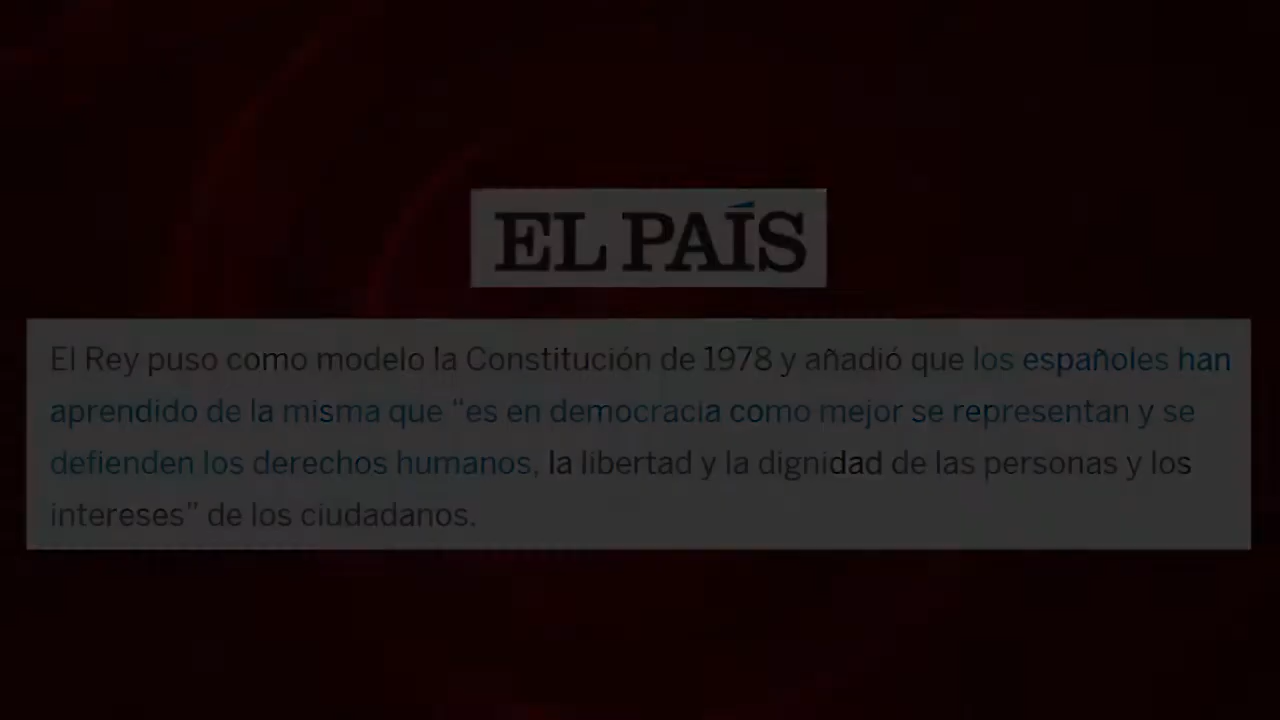 EL PAÍS
El Rey puso como modelo la Constitución de 1978 y añadió que los españoles han
aprendido de la misma que “es en democracia como mejor se representan y se
defienden los derechos humanos, la libertad y la dignidad de las personas y los
intereses” de los ciudadanos.